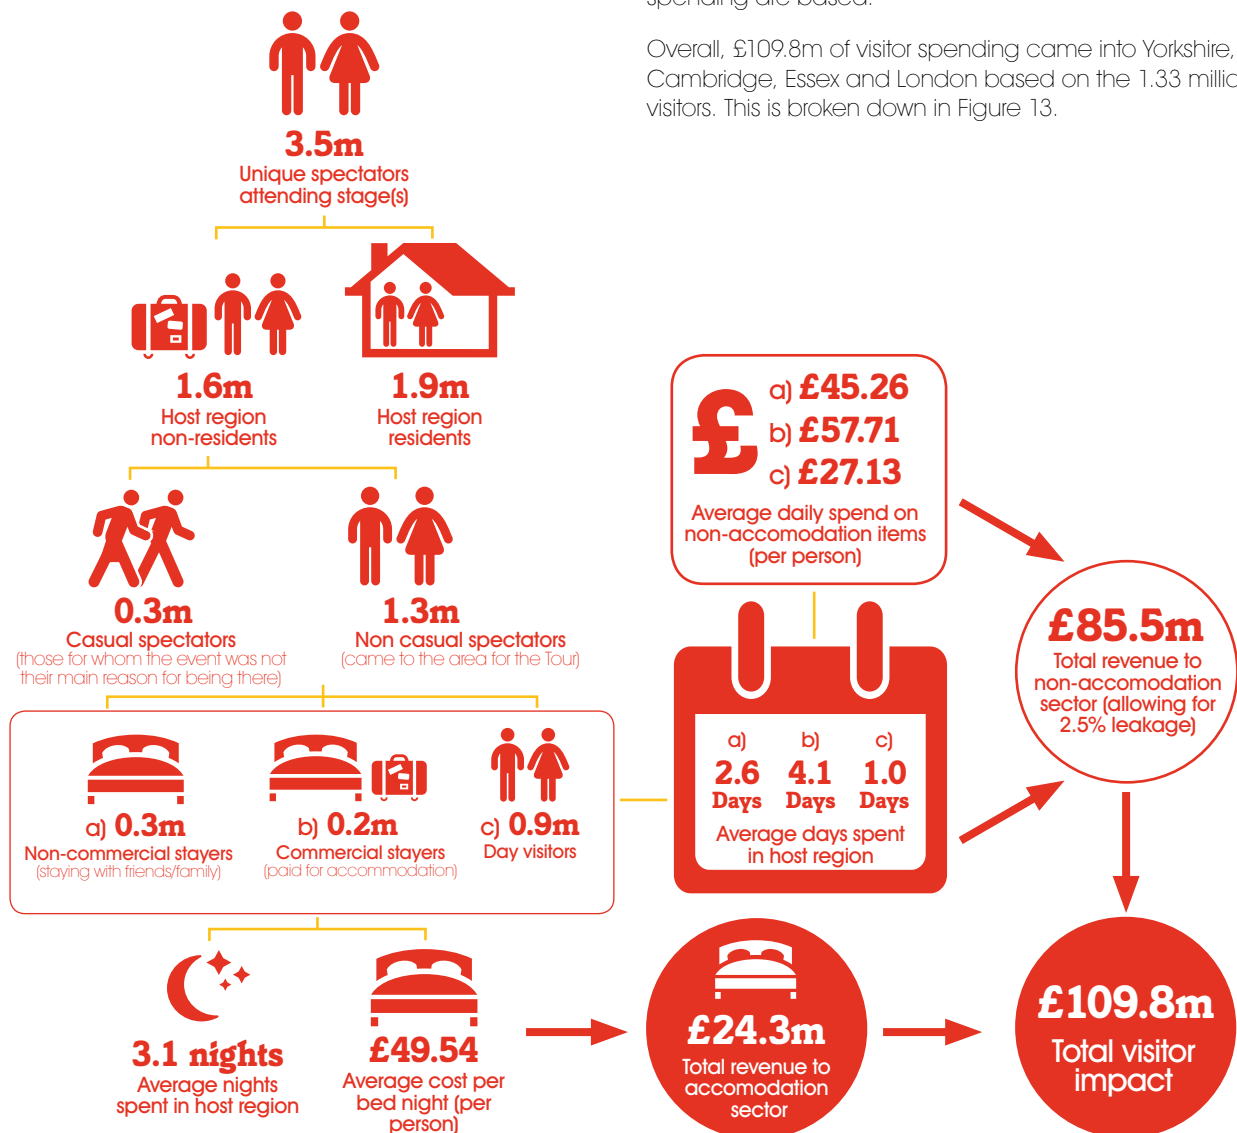 spending are based.
Overall, £109.8m of visitor spending came into Yorkshire,
Cambridge, Essex and London based on the 1.33
visitors. This is broken down in Figure 13.
3.5m
Unique spectators
attending stage(s)
1.6m
Host region
non-residents
1.9m
Host region
residents
0.3m
Casual spectators
(those for whom the event was not
their main reason for being there)
1.3m
Non casual spectators
(came to the area for the Tour)
a) 0.3m
Non-commercial stayers
(staying with friends/family)
b) 0.2m
Commercial stayers
(paid for accommodation)
c) 0.9m
Day visitors
£
a) £45.26
b) £57.71
c) £27.13
Average daily spend on
non-accomodation items
(per person)
a)
2.6
Days
b)
4.1
Days
c)
1.0
Days
Average days spent
in host region
£85.5m
Total revenue to
non-accomodation
sector (allowing for
2.5% leakage)
3.1 nights
Average nights
spent in host region
£49.54
Average cost per
bed night (per
person)
£24.3m
Total revenue to
accomodation
sector
£109.8m
Total visitor
impact